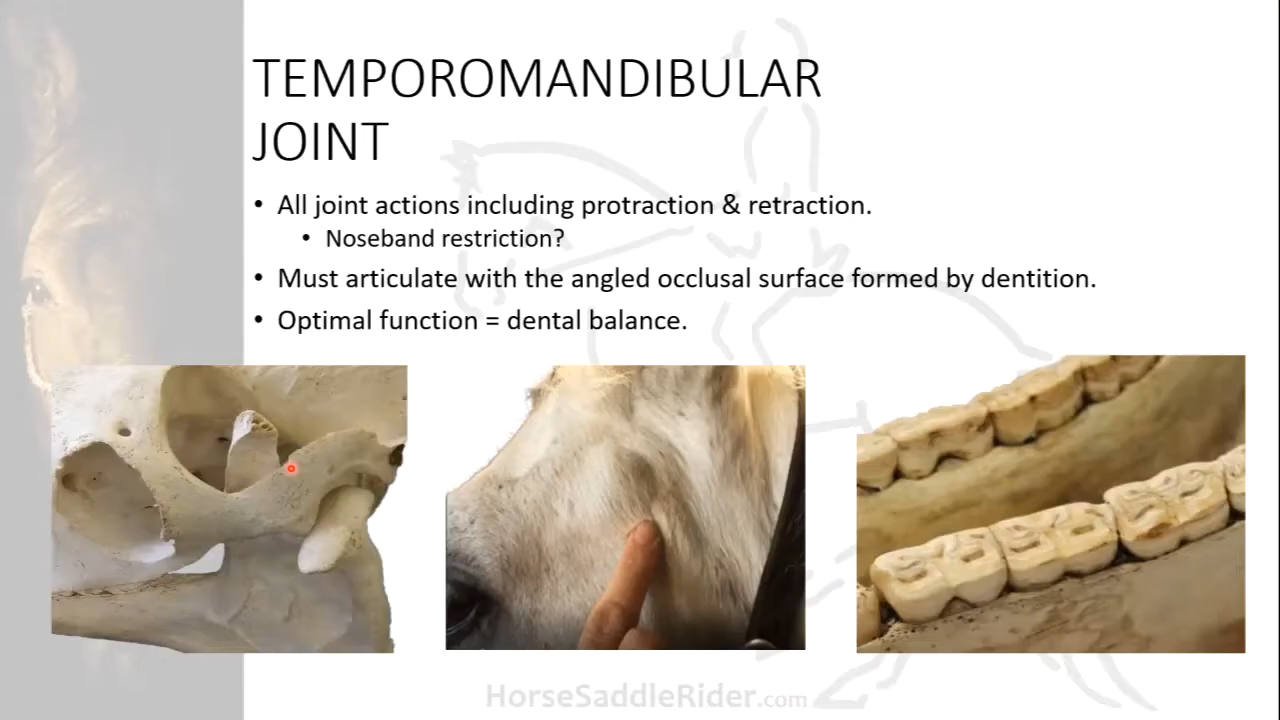 TEMPOROMANDIBULAR
JOINT
• All joint actions including protraction & retraction.
• Noseband restriction?
• Must articulate with the angled occlusal surface formed by dentition.
• Optimal function = dental balance.
HorseSaddleRider.com